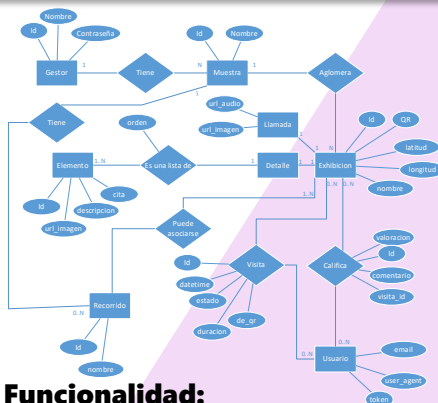 Nombre
Id
Contraseña
Id
Nombre
Gestor
1
Tiene
N
Muestra
1
Aglomera
1
url_audio
Tiene
orden
Llamada
url_imagen
1
Id
QR
1
N
latitud
Elemento
1..N
Es una lista de
1
Detalle
1
1
Exhibicion
longitud
0..N
0..N
nombre
cita
1..N
Id
descripcion
url_imagen
Puede
asociarse
valoracion
Id
Id
Visita
Califica
datetime
comentario
estado
visita_id
Recorrido
de_qr
0..N
duracion
Id
0..N
0..N
email
Usuario
nombre
user_agent
Funcionalidad:
token